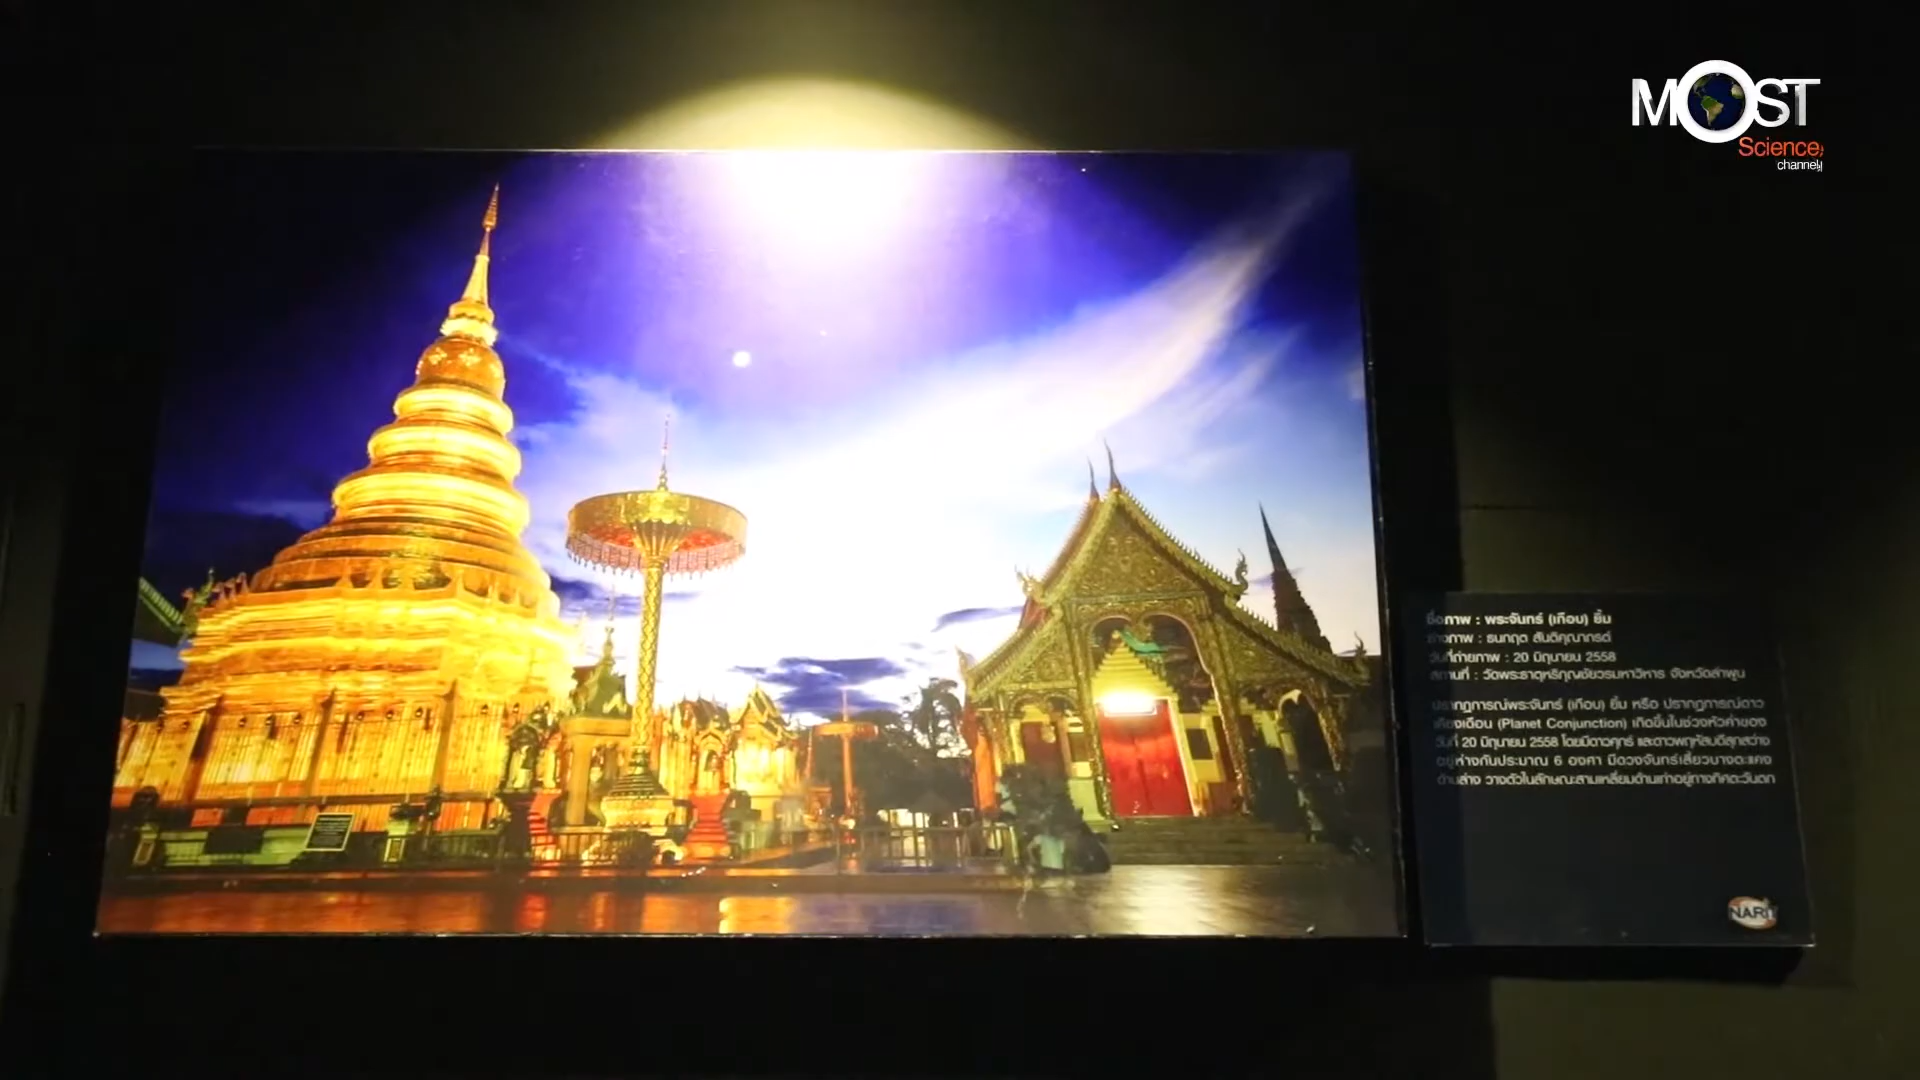 MOST
Science
channel
ชื่อภาพ : พระจันทร์ (เกือบ) ยิ้ม
ถ่ายภาพ : ธนกฤต สันติคุณาภรต์
วันที่ถ่ายภาพ : 20 มิถุนายน 2558
สถานที่ : วัดพระธาตุหริภุญชัยวรมหาวิหาร จังหวัดลำพูน
ปรากฏการณ์พระจันทร์ (เกือบ) ยิ้ม หรือ ปรากฏการณ์ดาว
เคียงเดือน (Planet Conjunction) เกิดขึ้นในช่วงหัวค่ำของ
วันที่ 20 มิถุนายน 2558 โดยมีดาวศุกร์ และดาวพฤหัสบดีสุกสว่าง
อยู่ห่างกันประมาณ 6 องศา มีดวงจันทร์เสี้ยวบางตะแคง
ด้านล่าง วางตัวในลักษณะสามเหลี่ยมด้านเท่าอยู่ทางทิศตะวันตก
NARIT